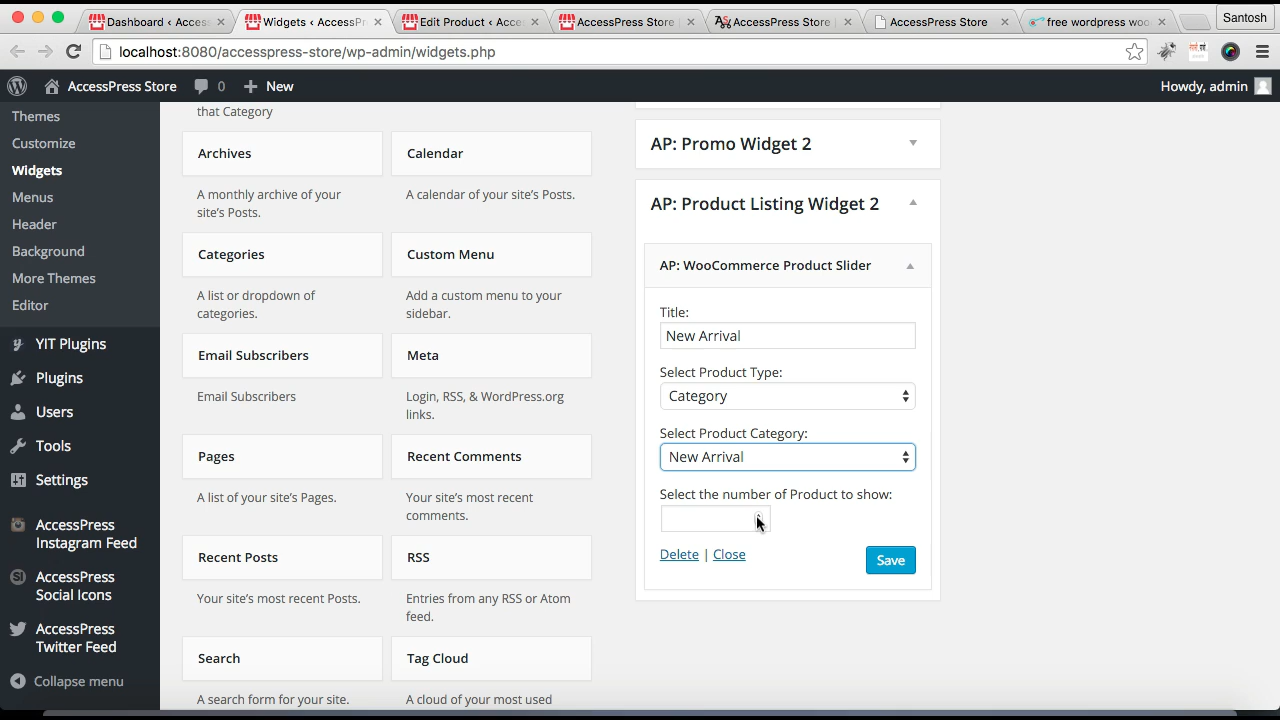 Dashboard ‹ Access
Widgets ‹ AccessPr
Edit Product ‹ Acce
AccessPress Store |
AccessPress Store
AccessPress Store
free wordpress woo
Santosh
localhost:8080/accesspress-store/wp-admin/widgets.php
AccessPress Store
0
New
Howdy, admin
Themes
Customize
Widgets
Menus
Header
Background
More Themes
Editor
YIT Plugins
Plugins
Users
Tools
Settings
AccessPress
Instagram Feed
AccessPress
Social Icons
AccessPress
Twitter Feed
Collapse menu
that Category
Archives
A monthly archive of your
site's Posts.
Calendar
A calendar of your site's Posts.
Categories
A list or dropdown of
categories.
Custom Menu
Add a custom menu to your
sidebar.
Email Subscribers
Email Subscribers
Meta
Login, RSS, & WordPress.org
links.
Pages
A list of your site's Pages.
Recent Comments
Your site's most recent
comments.
Recent Posts
Your site's most recent Posts.
RSS
Entries from any RSS or Atom
feed.
Search
A search form for your site.
Tag Cloud
A cloud of your most used
AP: Promo Widget 2
AP: Product Listing Widget 2
AP: WooCommerce Product Slider
Title:
New Arrival
Select Product Type:
Category
Select Product Category:
New Arrival
Select the number of Product to show:
Delete | Close
Save